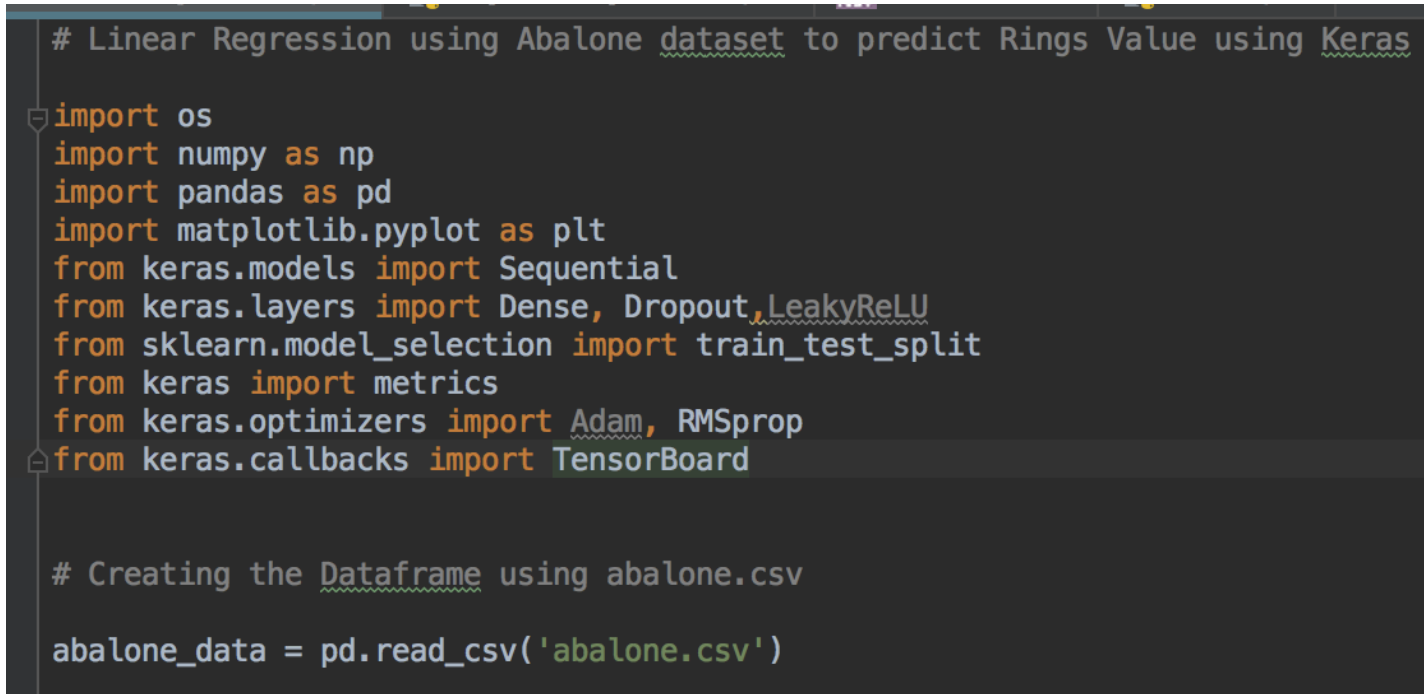 # Linear Regression using Abalone dataset to predict Rings Value using Keras
import os
import numpy as np
import pandas as pd
import matplotlib.pyplot as plt
from keras.models import Sequential
from keras.layers import Dense, Dropout,LeakyReLU
from sklearn.model_selection import train_test_split
from keras import metrics
from keras.optimizers import Adam, RMSprop
from keras.callbacks import TensorBoard
# Creating the Dataframe using abalone.csv
abalone_data = pd.read_csv('abalone.csv')